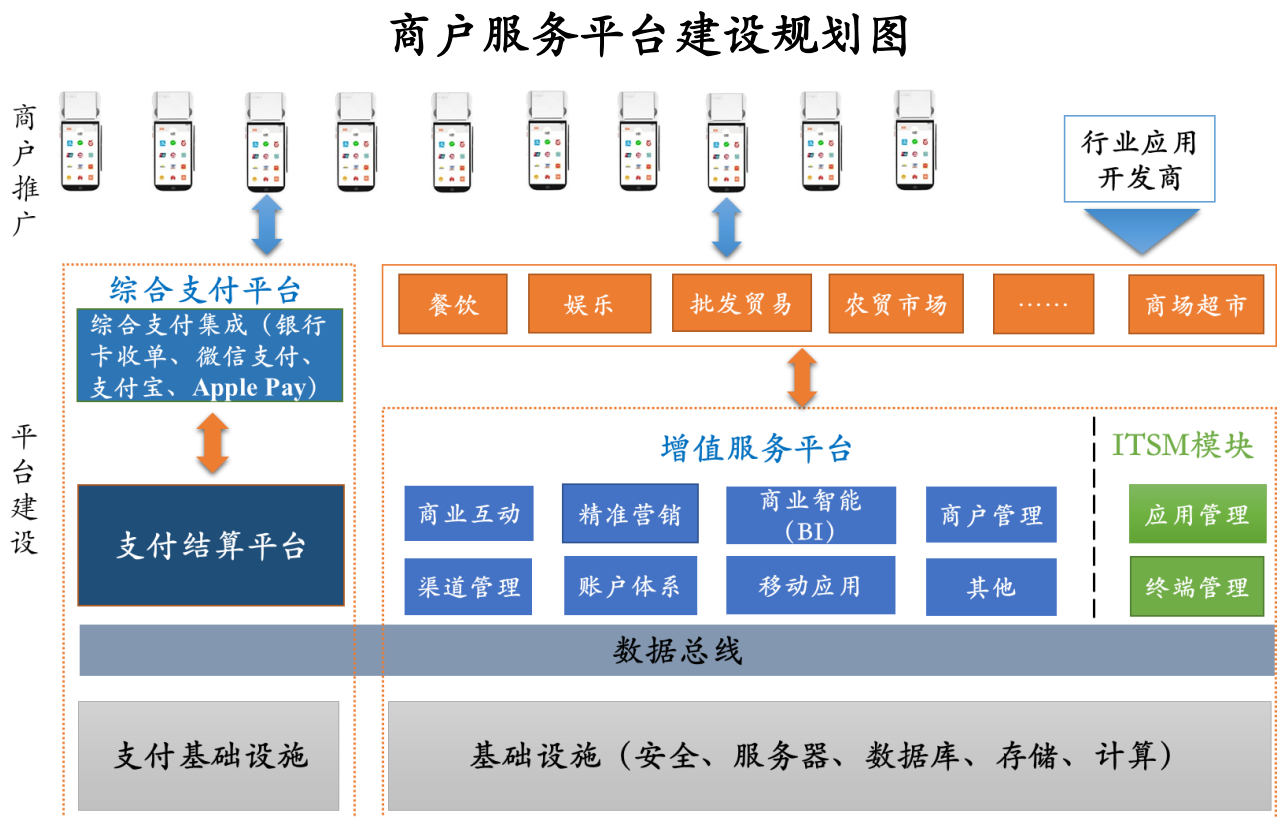 商户服务平台建设规划图
商户推广
行业应用
开发商
综合支付平台
综合支付集成（银行
卡收单、微信支付、
支付宝、Apple Pay）
餐饮
娱乐
批发贸易
农贸市场
……
商场超市
平台建设
支付结算平台
增值服务平台
ITSM模块
商业互动
精准营销
商业智能
（BI）
商户管理
应用管理
渠道管理
账户体系
移动应用
其他
终端管理
数据总线
支付基础设施
基础设施（安全、服务器、数据库、存储、计算）